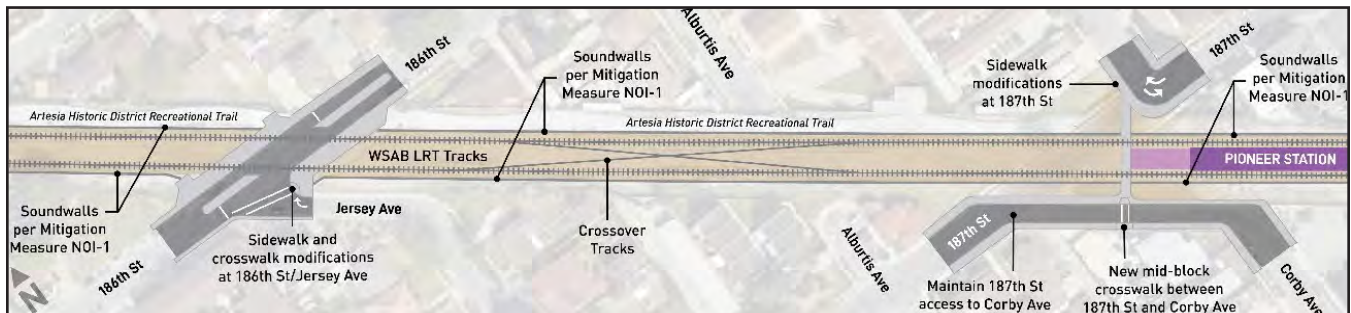 186th St
Soundwalls
per Mitigation
Measure NOI-1
Alburtis Ave
Sidewalk
modifications
at 187th St
187th St
Soundwalls
per Mitigation
Measure NOI-1
Artesia Historic District Recreational Trail
Artesia Historic District Recreational Trail
WSAB LRT Tracks
PIONEER STATION
Soundwalls
per Mitigation
Measure NOI-1
Jersey Ave
Sidewalk and
crosswalk modifications
at 186th St/Jersey Ave
186th St
Crossover
Tracks
Alburtis Ave
187th St
Maintain 187th St
access to Corby Ave
New mid-block
crosswalk between
187th St and Corby Ave
Corby Ave
N